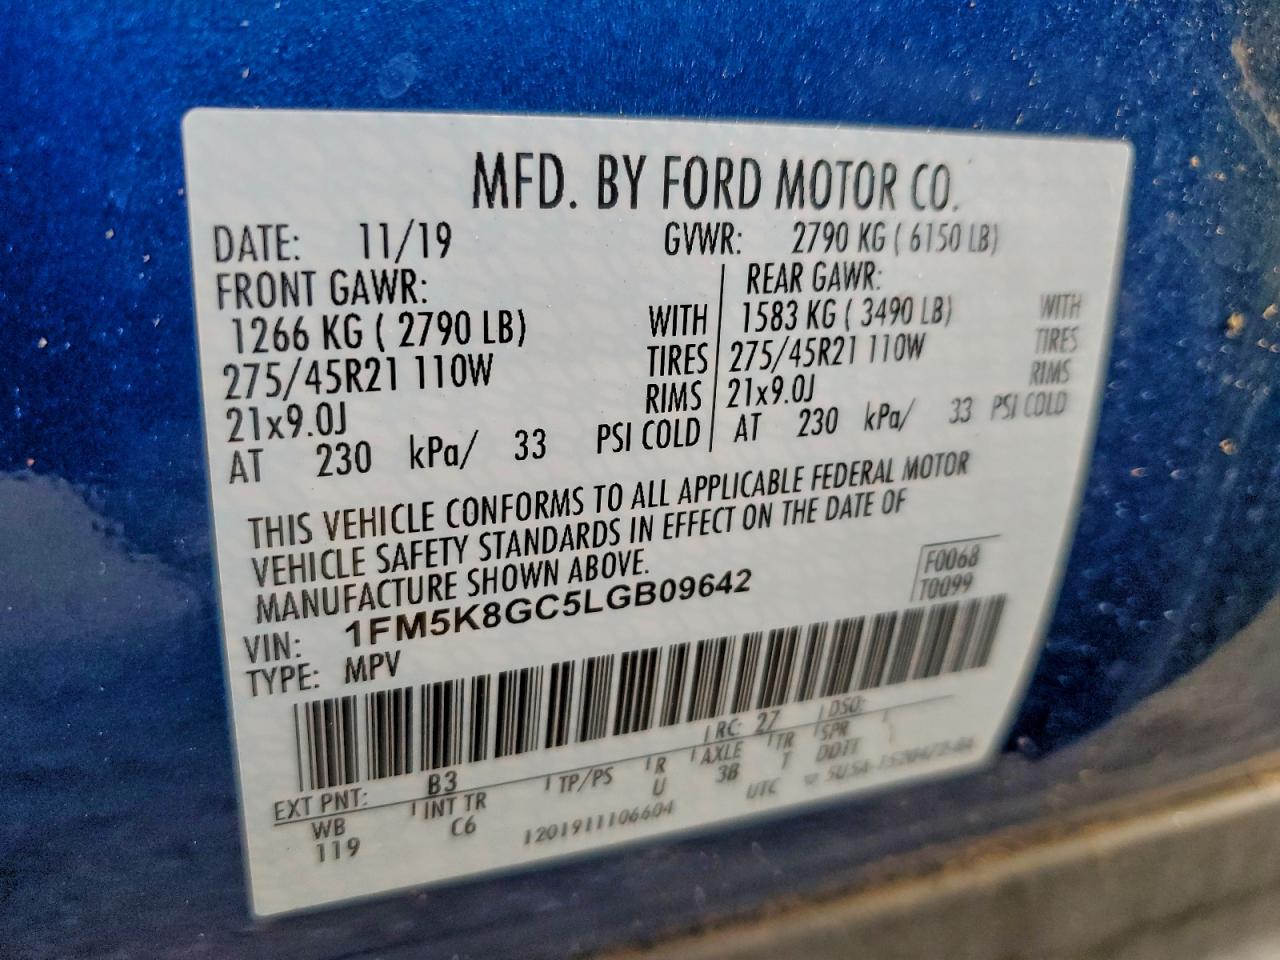 MFD. BY FORD MOTOR CO.
DATE: 11/19 GVWR: 2790 KG ( 6150 LB)
FRONT GAWR: REAR GAWR:
1266 KG ( 2790 LB) WITH 1583 KG ( 3490 LB) WITH
275/45R21 110W TIRES 275/45R21 110W TIRES
21x9.0J RIMS 21x9.0J RIMS
AT 230 kPa/ 33 PSI COLD AT 230 kPa/ 33 PSI COLD
THIS VEHICLE CONFORMS TO ALL APPLICABLE FEDERAL MOTOR
VEHICLE SAFETY STANDARDS IN EFFECT ON THE DATE OF
MANUFACTURE SHOWN ABOVE.
F0068
T0099
VIN: 1FM5K8GC5LGB09642
TYPE: MPV
EXT PNT: B3 RC: 27 DSO:
WB INT TR TP/PS R AXLE TR SPR
119 C6 U 3B T DDTT
1201911106604 UTC